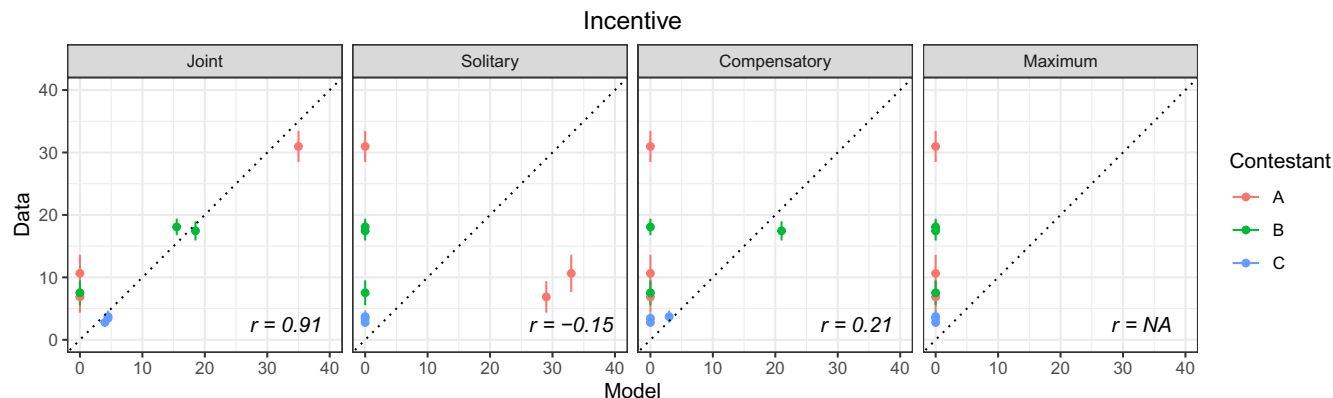 Incentive
Joint
Solitary
Compensatory
Maximum
40
30
20
10
0
Data
r = 0.91
r = −0.15
r = 0.21
r = NA
0 10 20 30 40
0 10 20 30 40
0 10 20 30 40
0 10 20 30 40
Model
Contestant
A
B
C